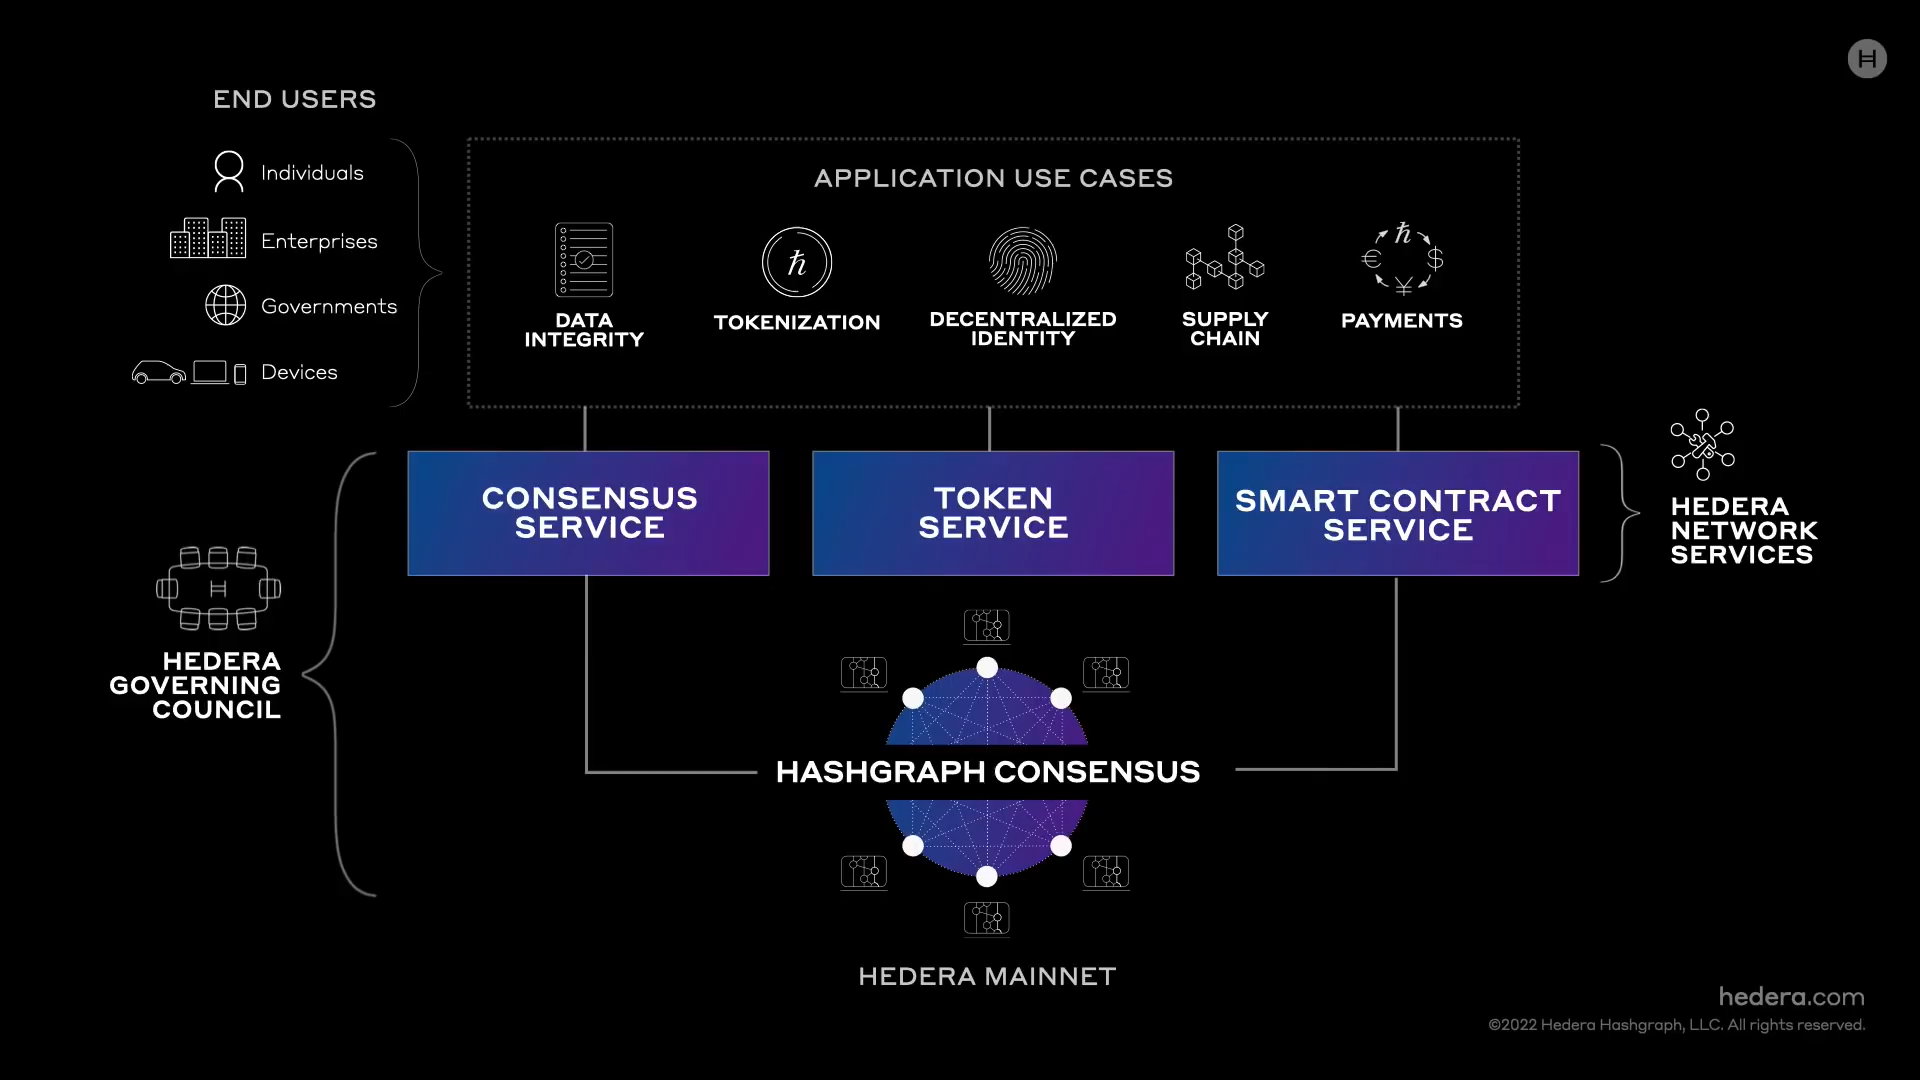 END USERS
Individuals
Enterprises
Governments
Devices
APPLICATION USE CASES
DATA
INTEGRITY
TOKENIZATION
DECENTRALIZED
IDENTITY
SUPPLY
CHAIN
PAYMENTS
CONSENSUS
SERVICE
TOKEN
SERVICE
SMART CONTRACT
SERVICE
HEDERA
NETWORK
SERVICES
HEDERA
GOVERNING
COUNCIL
HASHGRAPH CONSENSUS
HEDERA MAINNET
hedera.com
©2022 Hedera Hashgraph, LLC. All rights reserved.